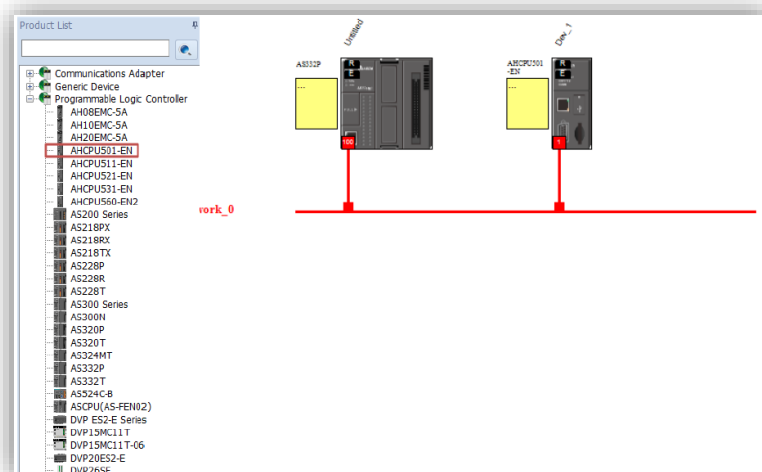 Product List
Communications Adapter
Generic Device
Programmable Logic Controller
AH08EMC-5A
AH10EMC-5A
AH20EMC-5A
AHCPU501-EN
AHCPU511-EN
AHCPU521-EN
AHCPU531-EN
AHCPU560-EN2
AS200 Series
AS218PX
AS218RX
AS218TX
AS228P
AS228R
AS228T
AS300 Series
AS300N
AS320P
AS320T
AS324MT
AS332P
AS332T
AS524C-B
ASCPU(AS-FEN02)
DVP ES2-E Series
DVP15MC11T
DVP15MC11T-06
DVP20ES2-E
DVP26SE
Untitled
AS332P
R
E
---
100
Dev_1
AHCPU501
-EN
R
E
---
1
work_0